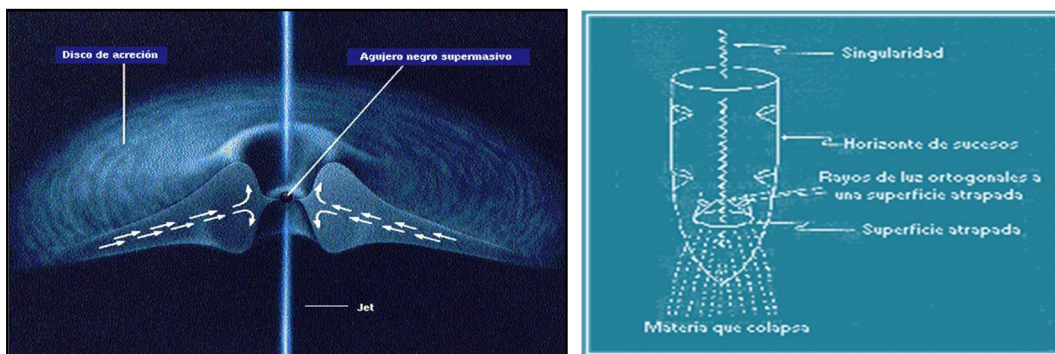 Disco de acreción
Agujero negro supermasivo
Jet
Singularidad
Horizonte de sucesos
Rayos de luz ortogonales a
una superficie atrapada
Superficie atrapada
Materia que colapsa